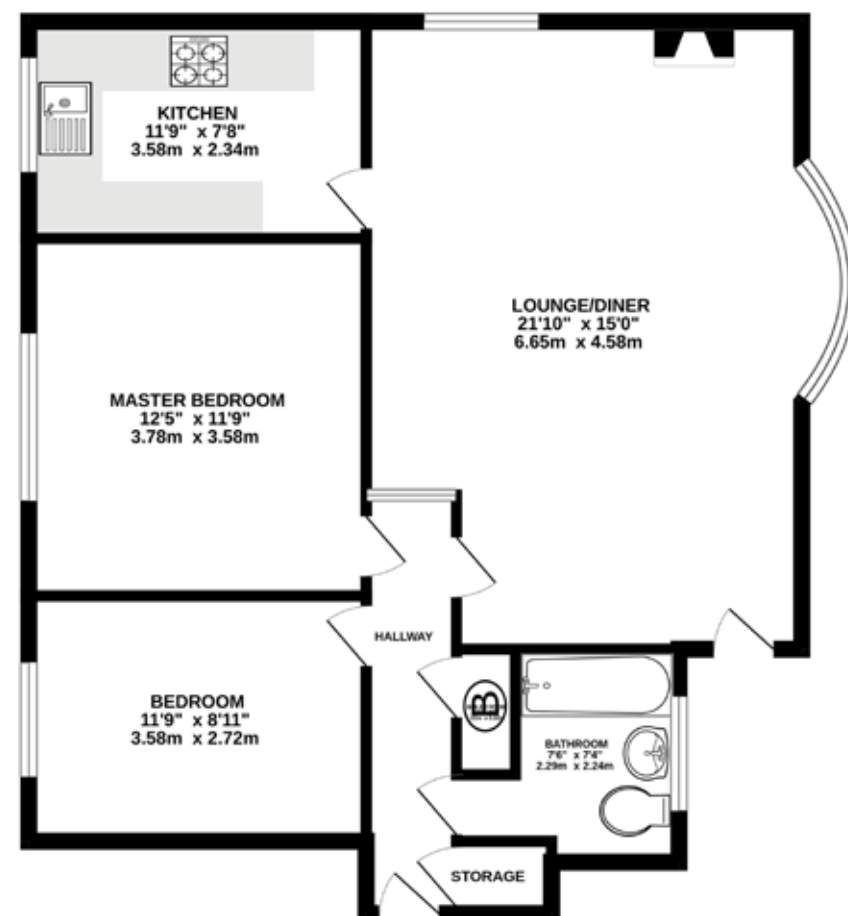 KITCHEN
11'9" x 7'8"
3.58m x 2.34m
LOUNGE/DINER
21'10" x 15'0"
6.65m x 4.58m
MASTER BEDROOM
12'5" x 11'9"
3.78m x 3.58m
HALLWAY
BEDROOM
11'9" x 8'11"
3.58m x 2.72m
B
BATHROOM
7'6" x 7'4"
2.29m x 2.24m
STORAGE